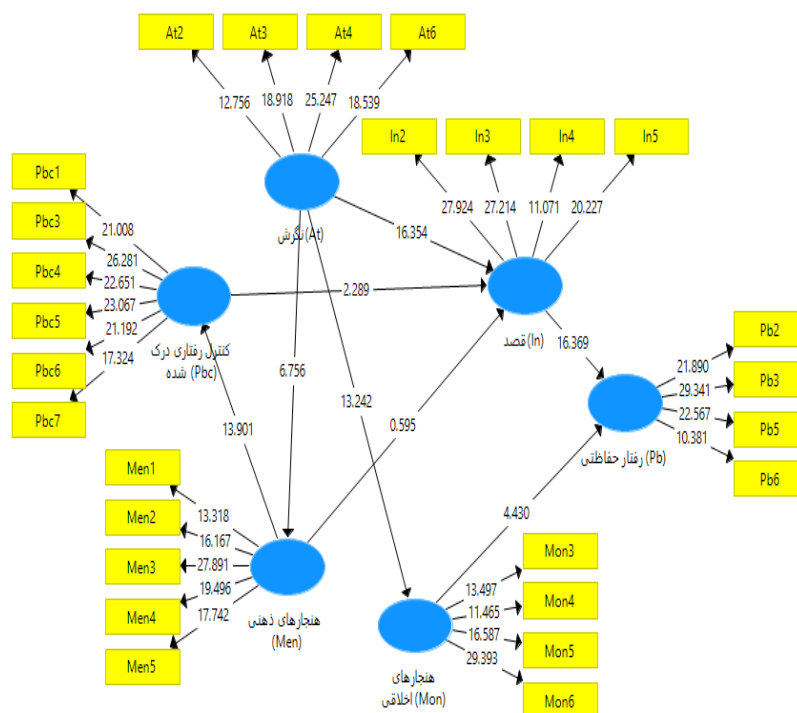 At2
At3
At4
At6
12.756
18.918
25.247
18.539
In2
In3
In4
In5
27.924
27.214
11.071
20.227
Pbc1
Pbc3
Pbc4
Pbc5
Pbc6
Pbc7
21.008
26.281
22.651
23.067
21.192
17.324
نگرش (At)
16.354
2.289
قصد (In)
کنترل رفتاری درک
شده (Pbc)
6.756
13.242
0.595
16.369
13.901
Pb2
Pb3
Pb5
Pb6
21.890
29.341
22.567
10.381
رفتار حفاظتی (Pb)
4.430
Men1
Men2
Men3
Men4
Men5
13.318
16.167
27.891
19.496
17.742
هنجارهای ذهنی
(Men)
Mon3
Mon4
Mon5
Mon6
13.497
11.465
16.587
29.393
هنجارهای
اخلاقی (Mon)